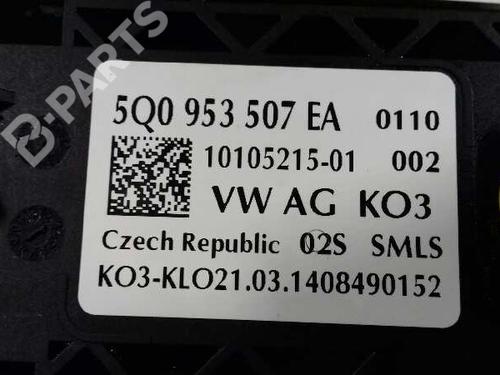 B-PARTS
5Q0 953 507 EA 0110
10105215-01 002
VW AG KO3
Czech Republic 02S SMLS
KO3-KLO21.03.1408490152